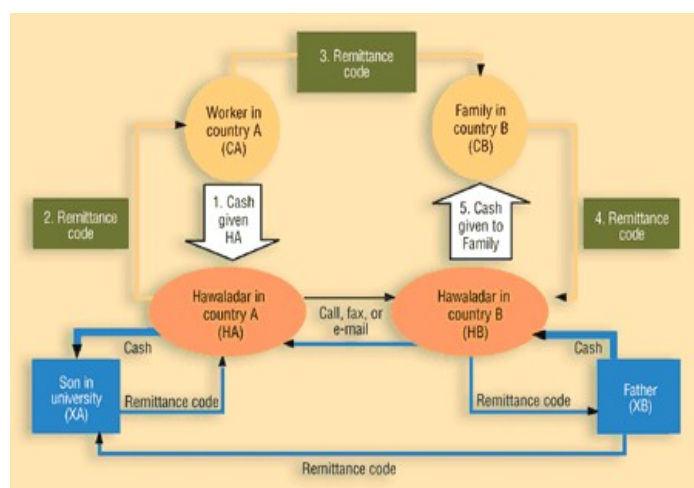 3. Remittance
code
Worker in
country A
(CA)
Family in
country B
(CB)
2. Remittance
code
1. Cash
given
HA
5. Cash
given to
Family
4. Remittance
code
Hawaladar in
country A
(HA)
Call, fax, or
e-mail
Hawaladar in
country B
(HB)
Cash
Cash
Son in
university
(XA)
Remittance code
Remittance code
Father
(XB)
Remittance code